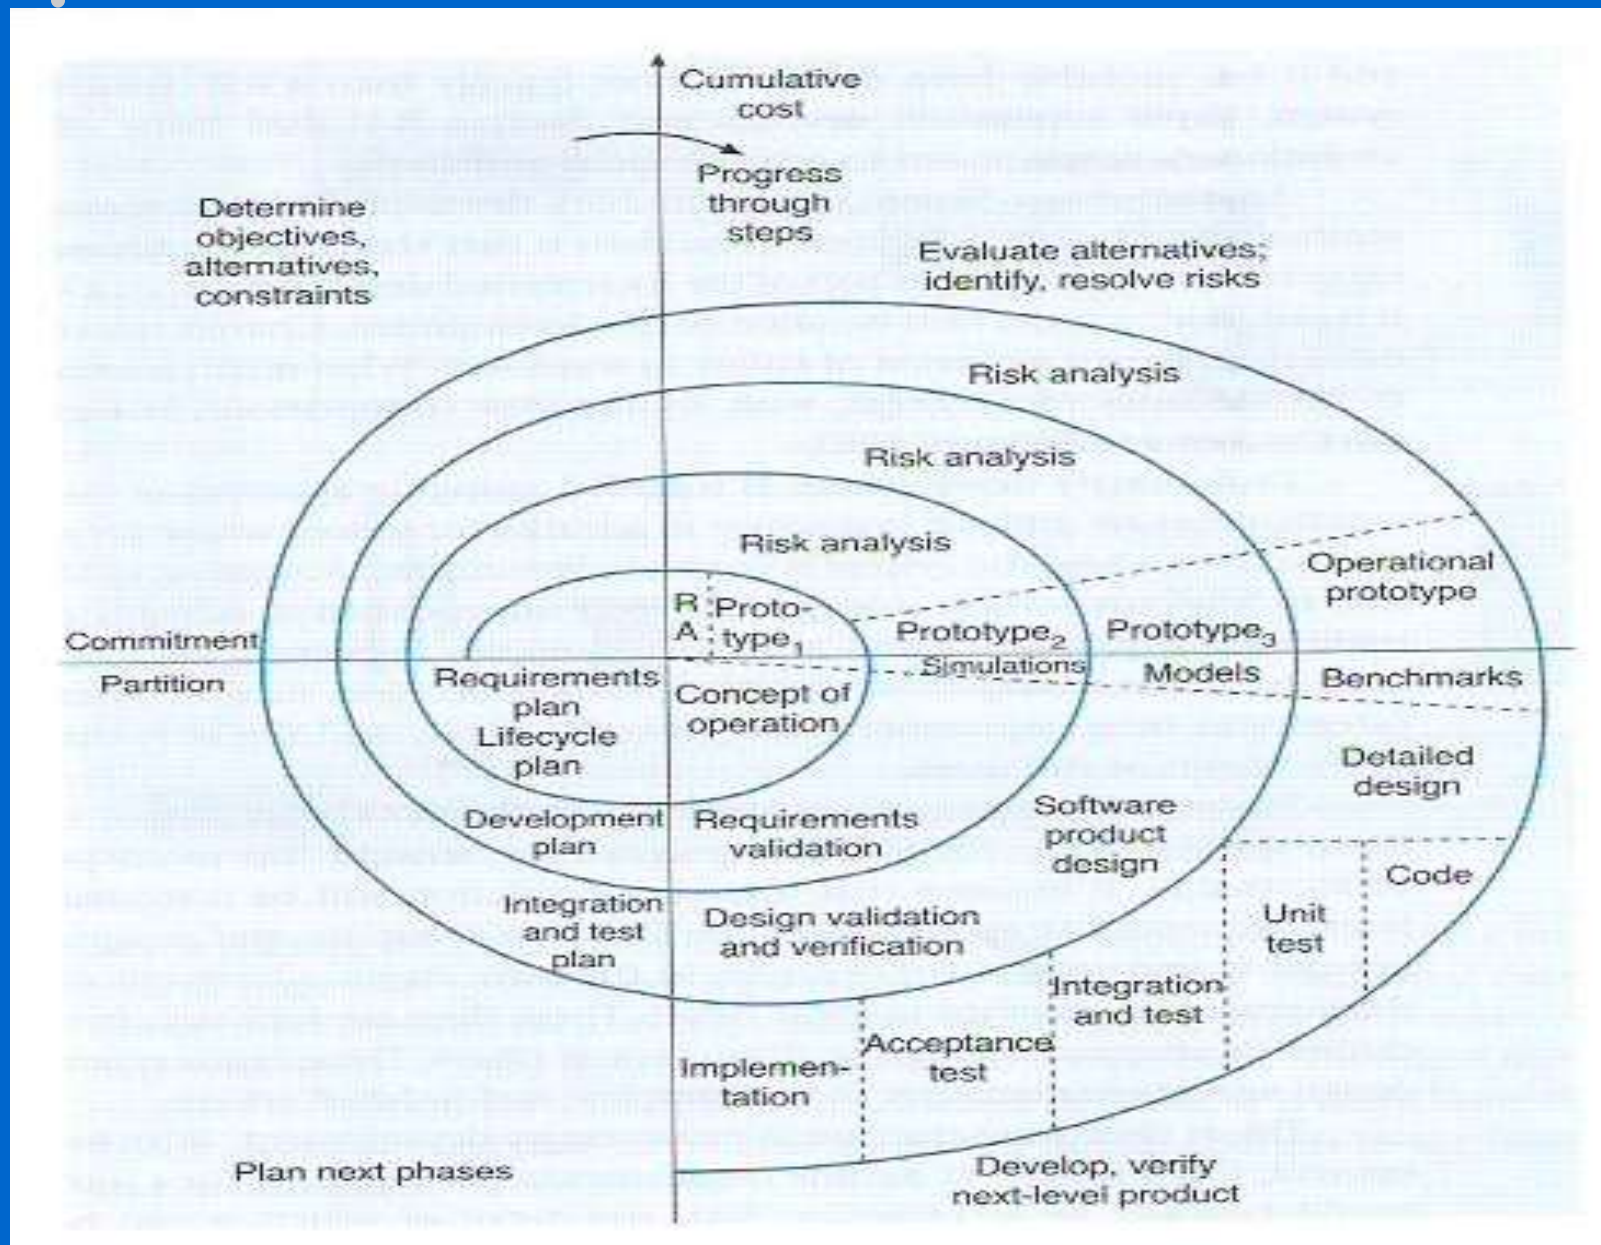 Cumulative
cost
Progress
through
steps
Determine
objectives,
alternatives,
constraints
Evaluate alternatives;
identify, resolve risks
Risk analysis
Risk analysis
Risk analysis
Operational
prototype
R
A
Proto-
type1
Prototype2
Prototype3
Commitment
Partition
Simulations
Models
Benchmarks
Requirements
plan
Lifecycle
plan
Concept of
operation
Detailed
design
Development
plan
Requirements
validation
Software
product
design
Code
Unit
test
Integration
and test
plan
Design validation
and verification
Integration
and test
Acceptance
test
Implemen-
tation
Plan next phases
Develop, verify
next-level product